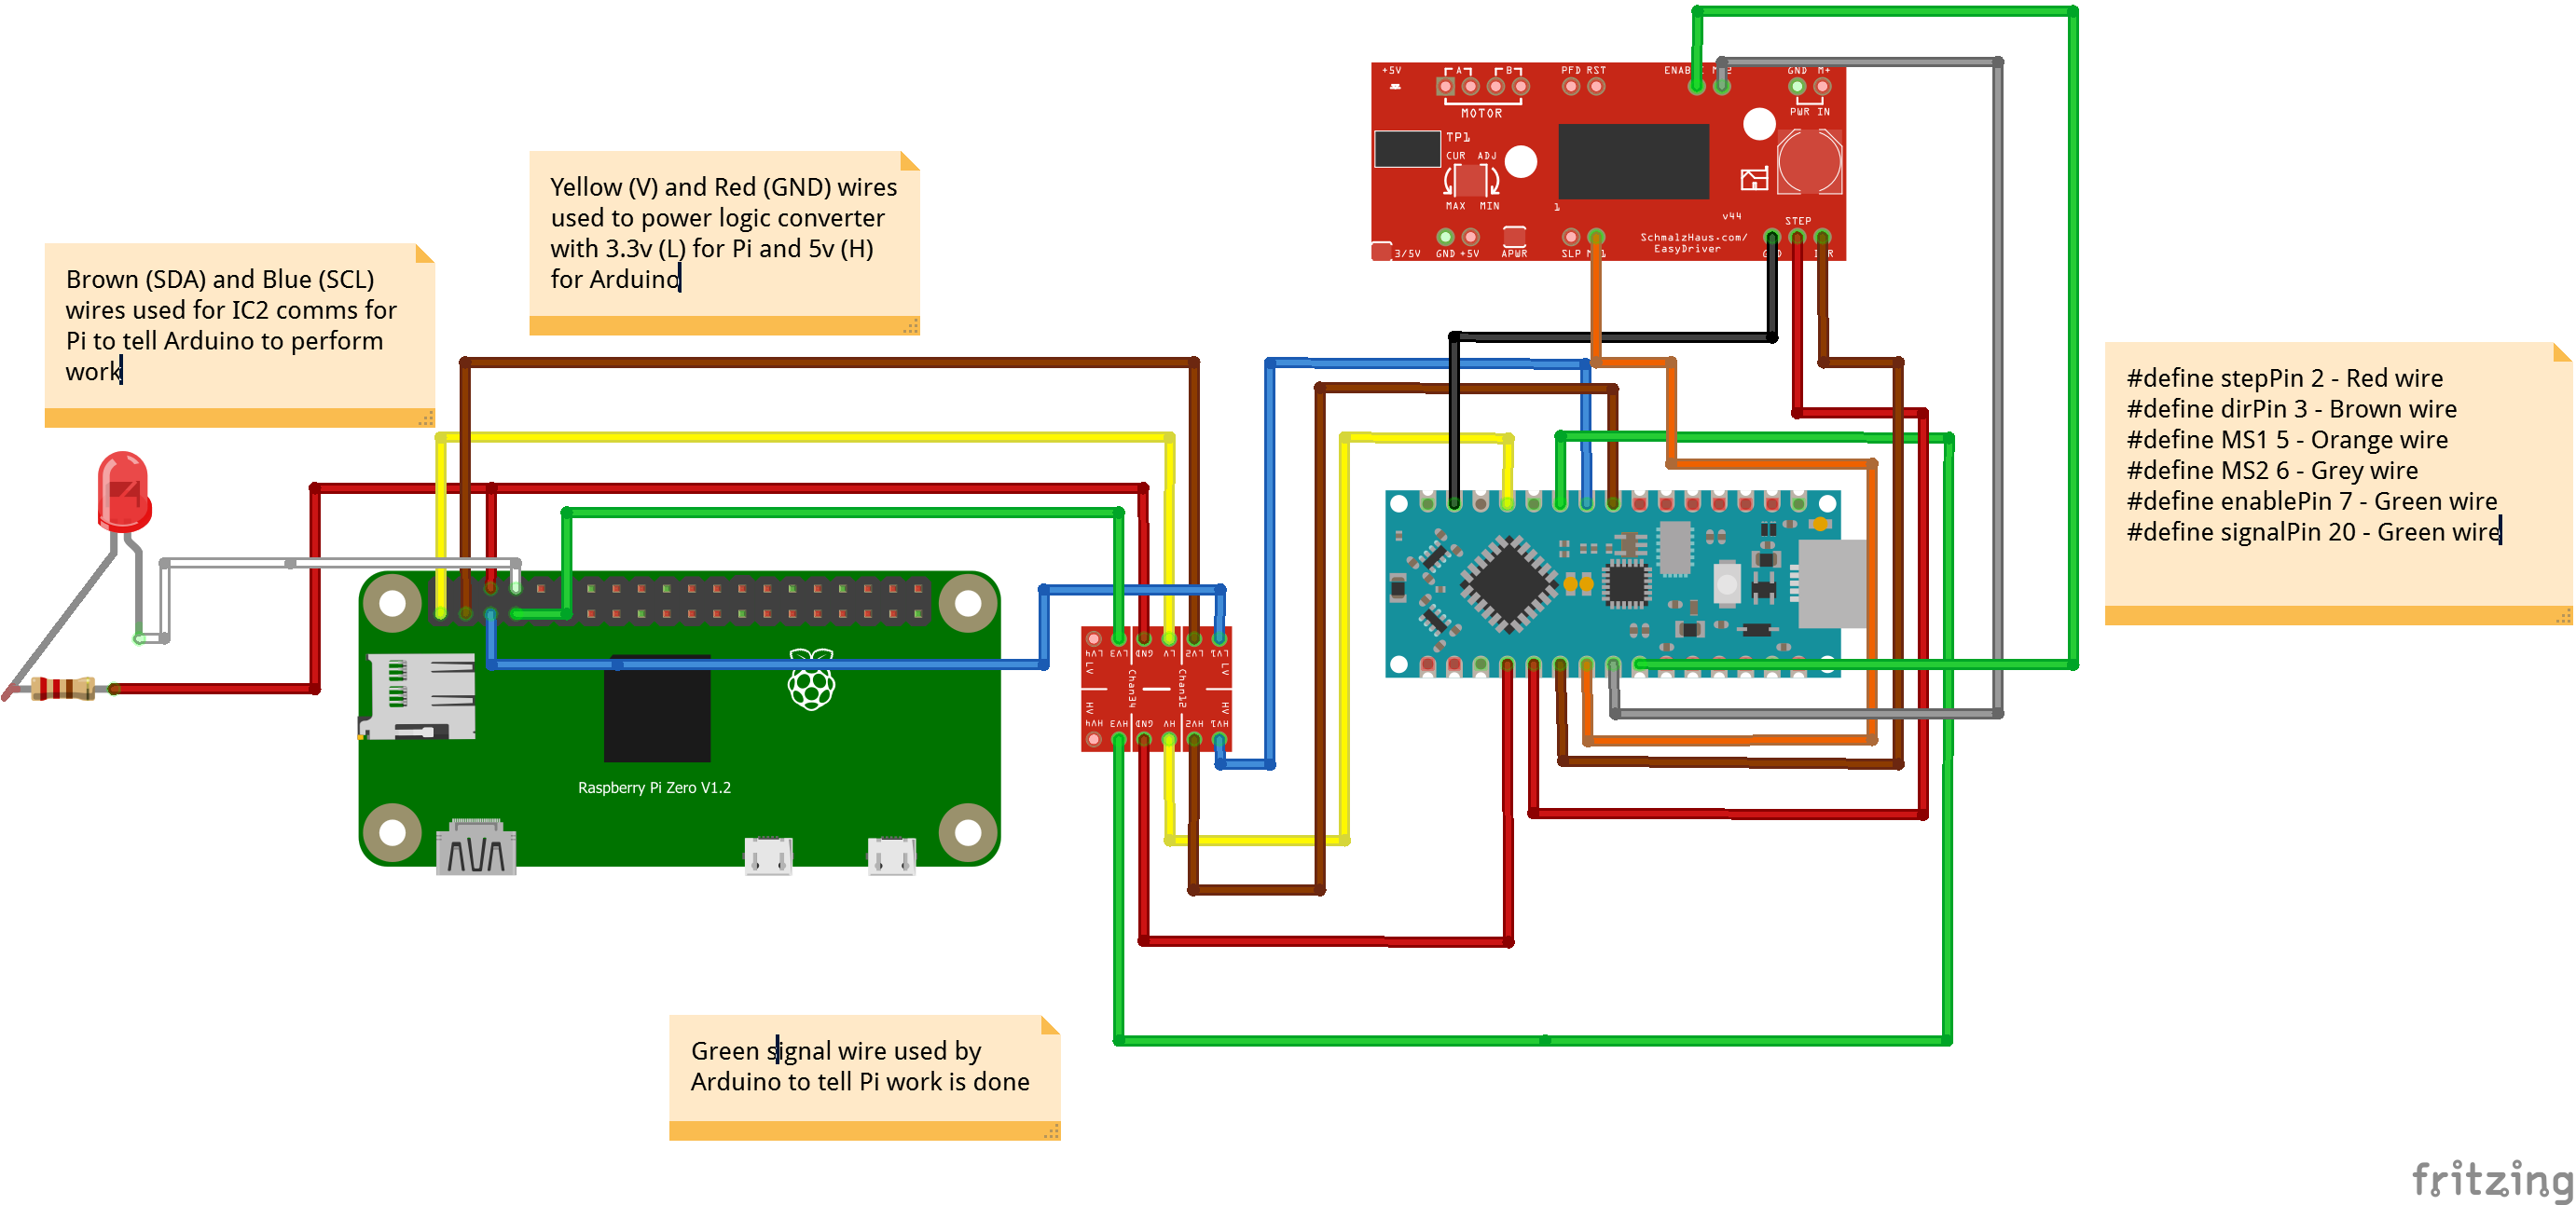 +5V
A
B
PFD RST
GND M+
MOTOR
PWR IN
TP1
CUR ADJ
MAX MIN
1
v44
STEP
SchmalzHaus.com/
EasyDriver
3/5V
GND +5V
APWR
SLP
Yellow (V) and Red (GND) wires
used to power logic converter
with 3.3v (L) for Pi and 5v (H)
for Arduino
Brown (SDA) and Blue (SCL)
wires used for IC2 comms for
Pi to tell Arduino to perform
work
#define stepPin 2 - Red wire
#define dirPin 3 - Brown wire
#define MS1 5 - Orange wire
#define MS2 6 - Grey wire
#define enablePin 7 - Green wire
#define signalPin 20 - Green wire
LV4 LV3 GND LV LV2 LV1
LV Chan34 Chan12 LV
HV HV
HV4 HV3 GND HV HV2 HV1
Raspberry Pi Zero V1.2
Green signal wire used by
Arduino to tell Pi work is done
fritzing